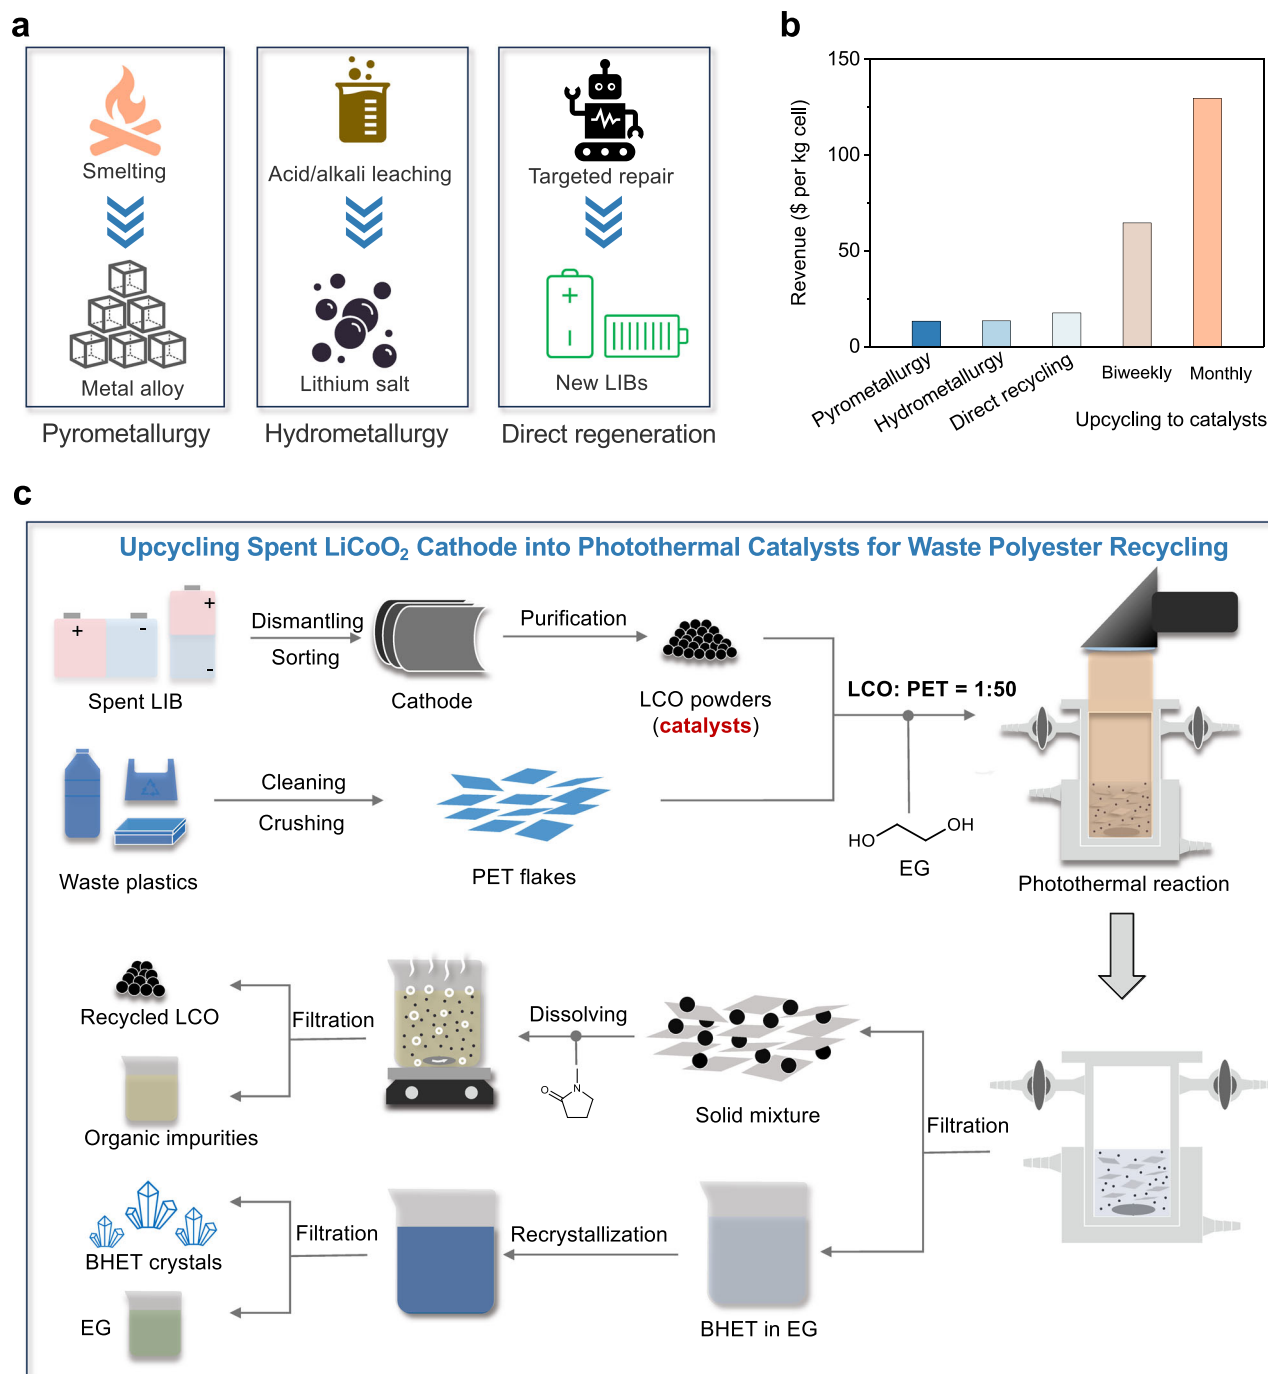 a
Smelting
Metal alloy
Pyrometallurgy
Acid/alkali leaching
Lithium salt
Hydrometallurgy
Targeted repair
+
New LIBs
Direct regeneration
b
Revenue ($ per kg cell)
150
100
50
0
Pyrometallurgy
Hydrometallurgy
Direct recycling
Biweekly
Monthly
Upcycling to catalysts
c
Upcycling Spent LiCoO₂ Cathode into Photothermal Catalysts for Waste Polyester Recycling
+
-
+
-
Spent LIB
Dismantling
Sorting
Cathode
Purification
LCO powders
(catalysts)
LCO: PET = 1:50
Waste plastics
Cleaning
Crushing
PET flakes
HO
OH
EG
Photothermal reaction
Recycled LCO
Filtration
Organic impurities
Dissolving
O
N
Solid mixture
Filtration
BHET crystals
Filtration
EG
Recrystallization
BHET in EG